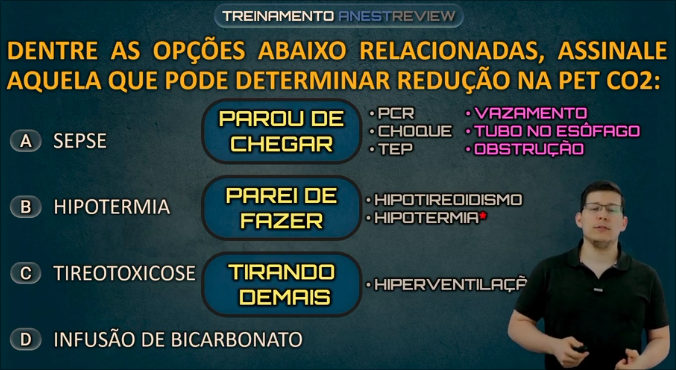 TREINAMENTO ANESTREVIEW
DENTRE AS OPÇÕES ABAIXO RELACIONADAS, ASSINALE
AQUELA QUE PODE DETERMINAR REDUÇÃO NA PET CO2:
A SEPSE
PAROU DE
CHEGAR
• PCR
• CHOQUE
• TEP
• VAZAMENTO
• TUBO NO ESÔFAGO
• OBSTRUÇÃO
B HIPOTERMIA
PAREI DE
FAZER
• HIPOTIREOIDISMO
• HIPOTERMIA*
C TIREOTOXICOSE
TIRANDO
DEMAIS
• HIPERVENTILAÇÃ
D INFUSÃO DE BICARBONATO